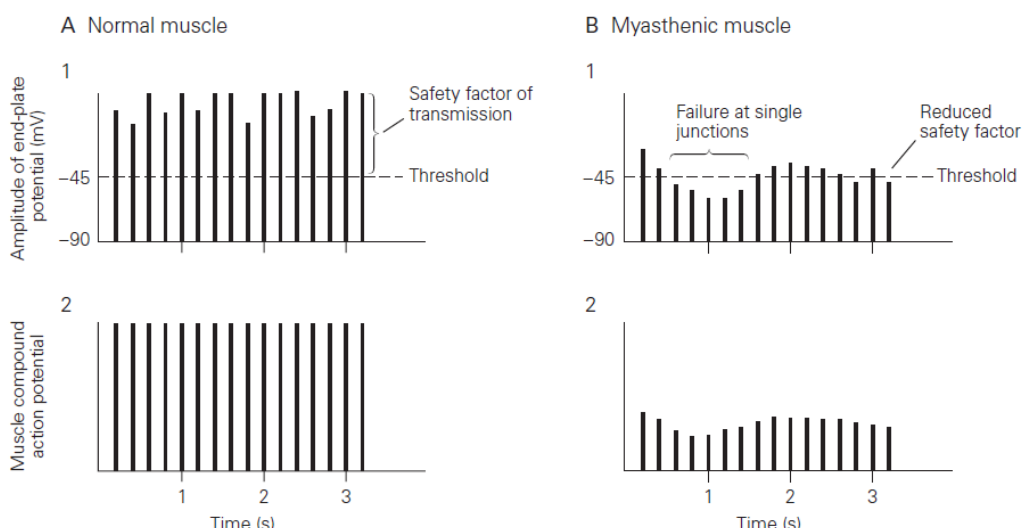 A Normal muscle
1
Amplitude of end-plate
potential (mV)
–45
–90
Safety factor of
transmission
Threshold
2
Muscle compound
action potential
1 2 3
Time (s)
B Myasthenic muscle
1
Failure at single
junctions
Reduced
safety factor
–45
Threshold
–90
2
1 2 3
Time (s)